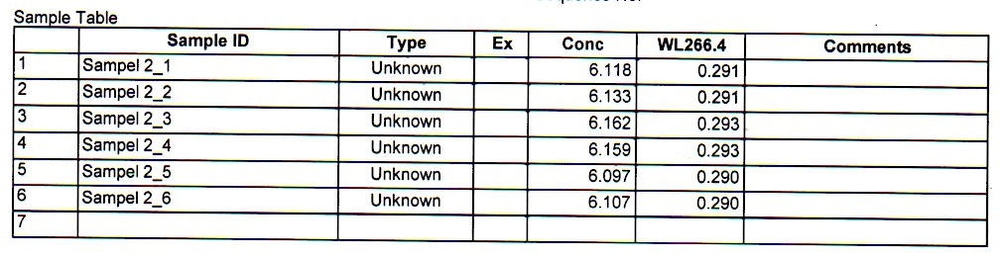 Sample Table
Sample ID Type Ex Conc WL266.4 Comments
1 Sampel 2_1 Unknown 6.118 0.291
2 Sampel 2_2 Unknown 6.133 0.291
3 Sampel 2_3 Unknown 6.162 0.293
4 Sampel 2_4 Unknown 6.159 0.293
5 Sampel 2_5 Unknown 6.097 0.290
6 Sampel 2_6 Unknown 6.107 0.290
7